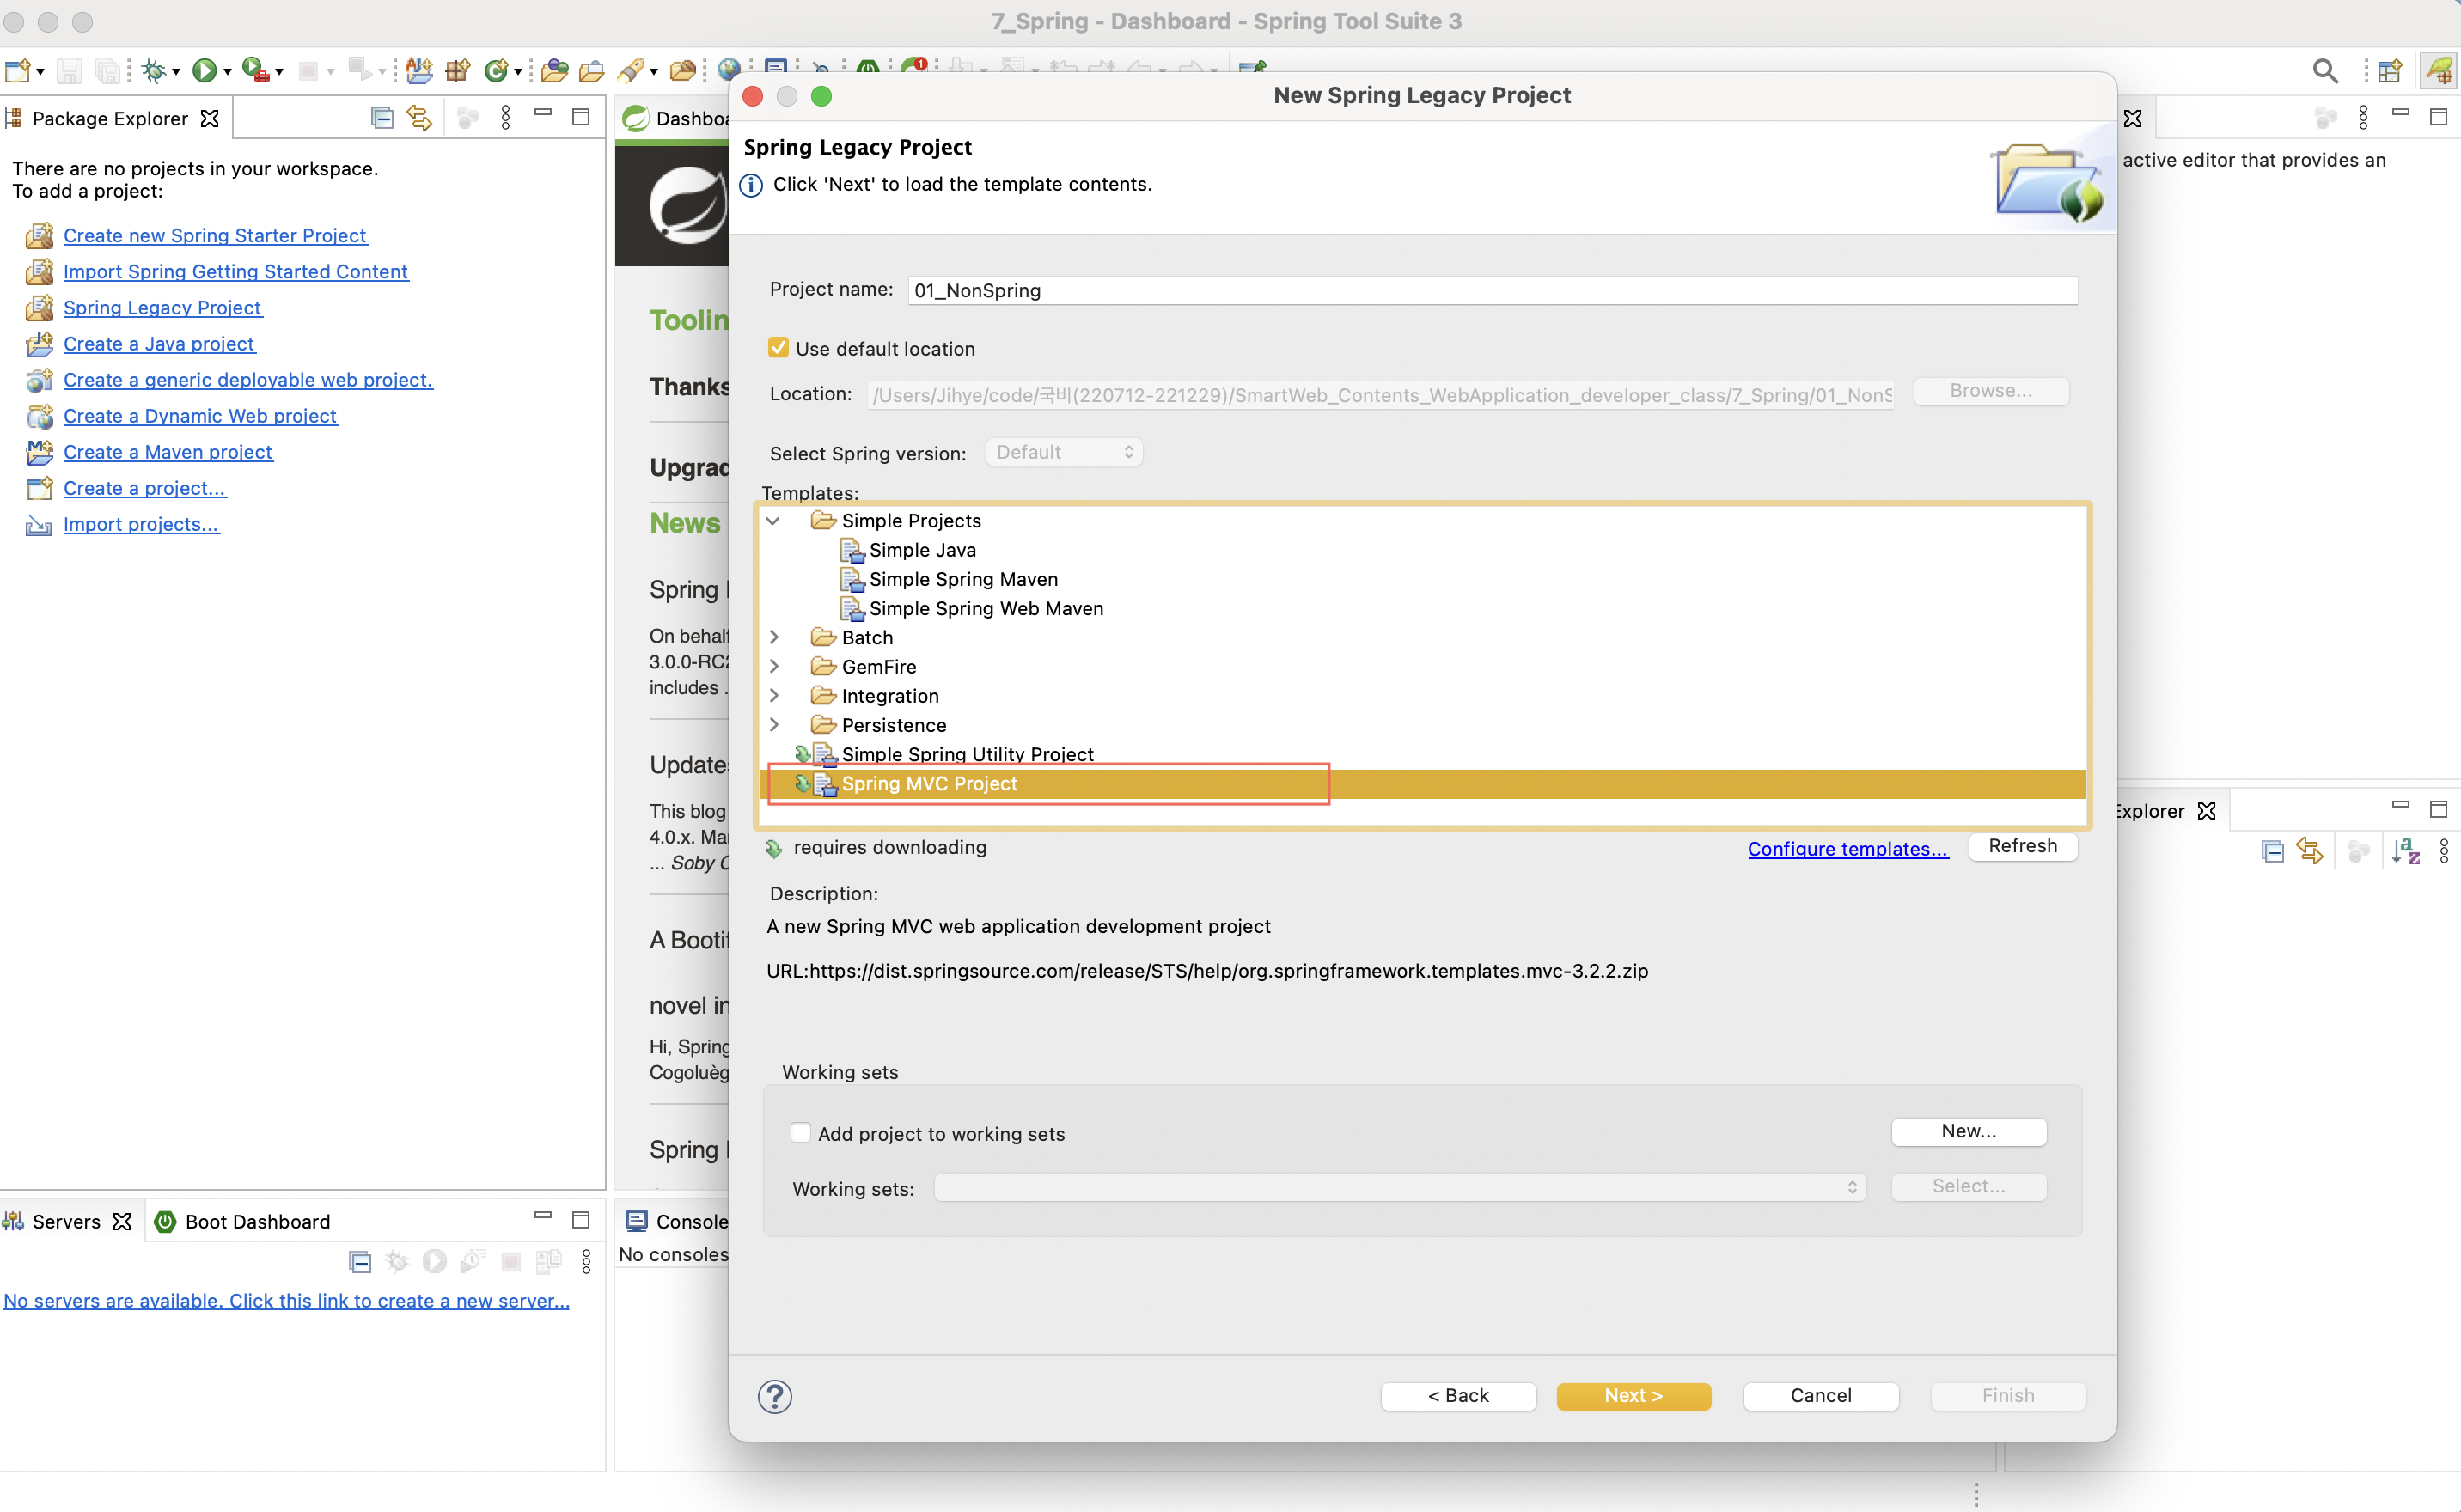 7_Spring - Dashboard - Spring Tool Suite 3
1
Package Explorer
There are no projects in your workspace.
To add a project:
Create new Spring Starter Project
Import Spring Getting Started Content
Spring Legacy Project
Create a Java project
Create a generic deployable web project.
Create a Dynamic Web project
Create a Maven project
Create a project...
Import projects...
Servers
Boot Dashboard
No servers are available. Click this link to create a new server...
Thanks
News
Spring
On behalf
3.0.0-RC2
includes
This blog
4.0.x.
... Soby
novel in
Hi, Spring
Spring
Console
No consoles
New Spring Legacy Project
Spring Legacy Project
Click 'Next' to load the template contents.
Project name: 01_NonSpring
Use default location
Location: /Users/Jihye/code/국비(220712-221229)/SmartWeb_Contents_WebApplication_developer_class/7_Spring/01_NonS
Browse...
Select Spring version: Default
Templates:
Simple Projects
Simple Java
Simple Spring Maven
Simple Spring Web Maven
Batch
GemFire
Integration
Persistence
Simple Spring Utility Project
Spring MVC Project
requires downloading
Configure templates...
Refresh
Description:
A new Spring MVC web application development project
URL:https://dist.springsource.com/release/STS/help/org.springframework.templates.mvc-3.2.2.zip
Working sets
Add project to working sets
New...
Working sets:
Select...
?
< Back
Next >
Cancel
Finish
active editor that provides an
Explorer